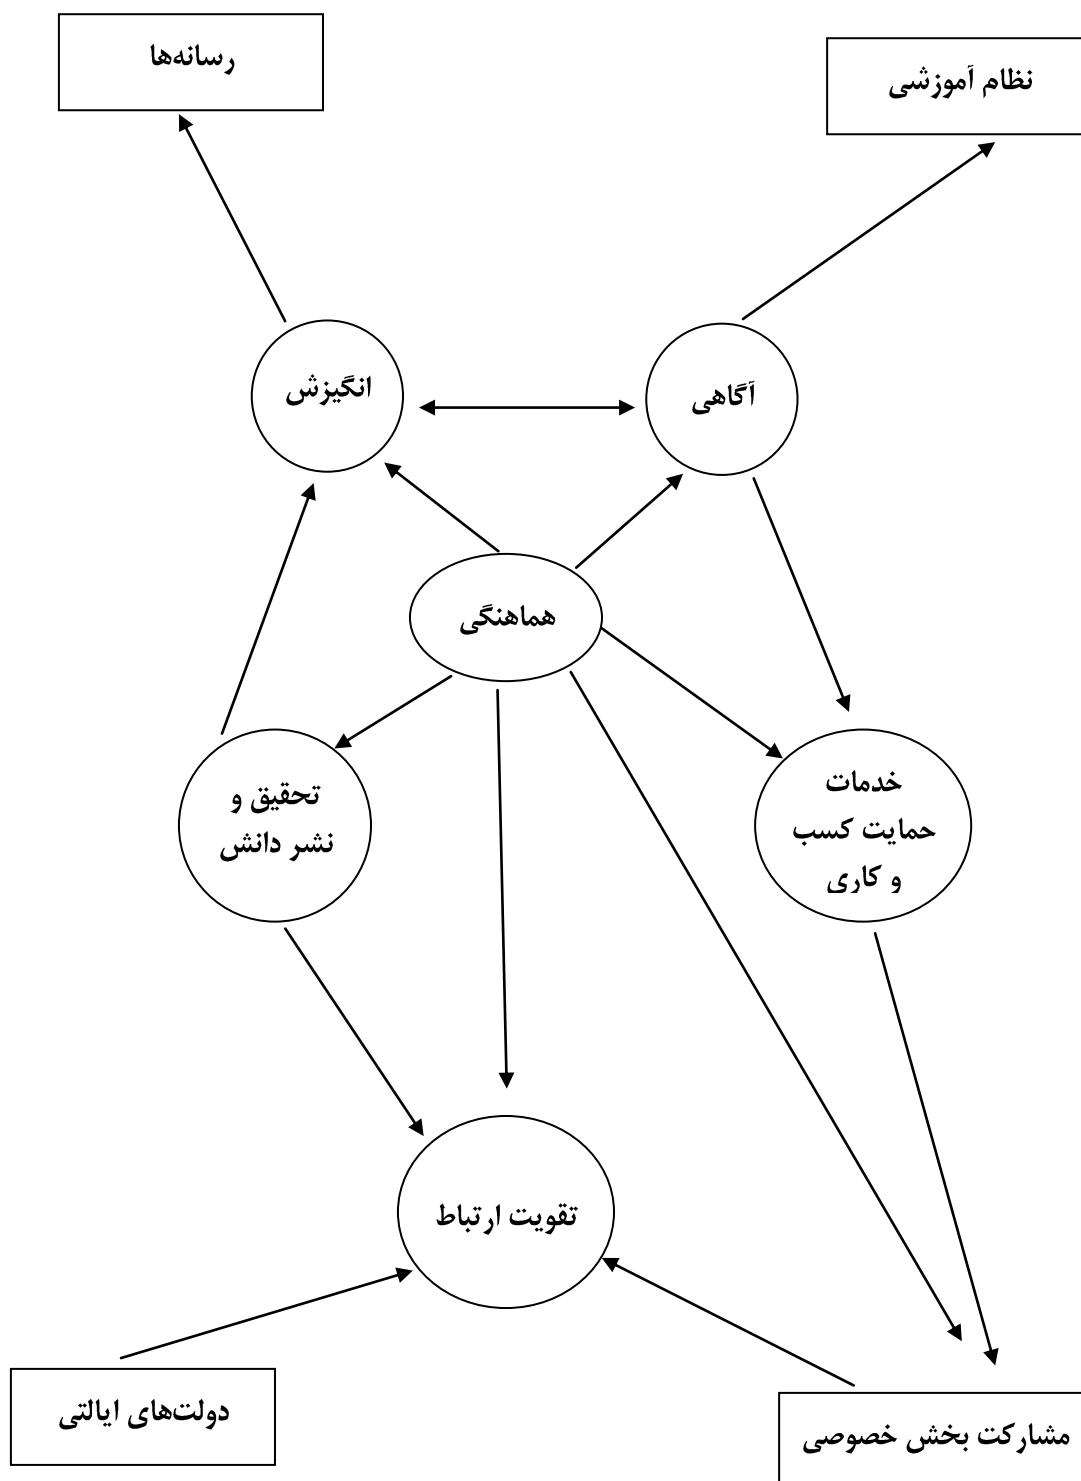 رسانه‌ها
نظام آموزشی
انگیزش
آگاهی
هماهنگی
تحقیق و
نشر دانش
خدمات
حمایت کسب
و کاری
تقویت ارتباط
دولت‌های ایالتی
مشارکت بخش خصوصی